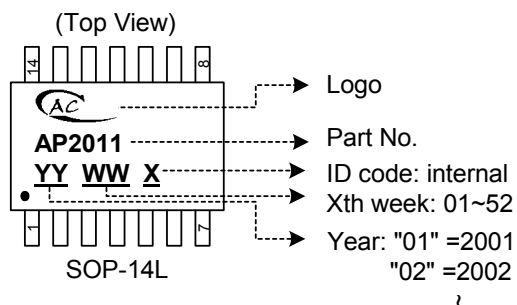 (Top View)
14 8
AC
Logo
AP2011
Part No.
YY WW X
ID code: internal
Xth week: 01~52
Year: "01" =2001
"02" =2002
~
1 7
SOP-14L